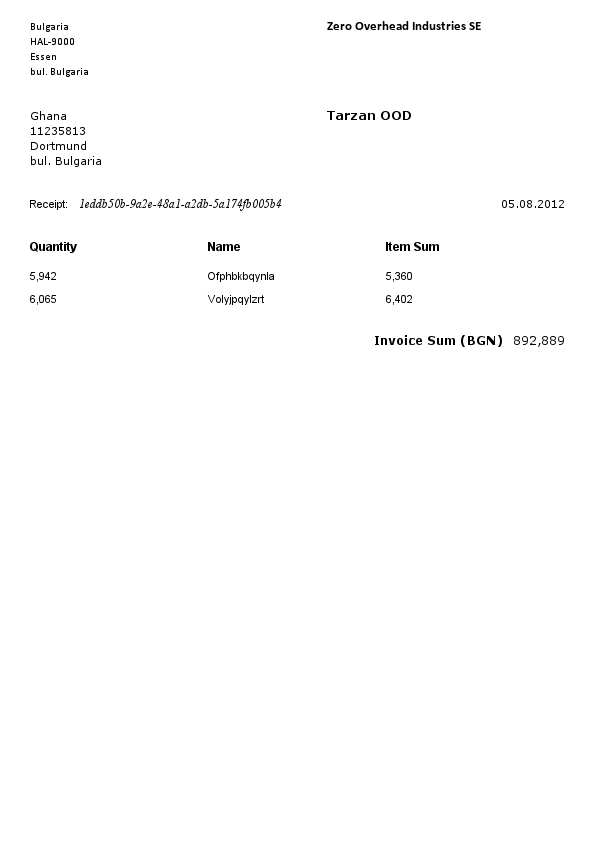 Bulgaria
Zero Overhead Industries SE
HAL-9000
Essen
bul. Bulgaria
Ghana
Tarzan OOD
11235813
Dortmund
bul. Bulgaria
Receipt: 1eddb50b-9a2e-48a1-a2db-5a174fb005b4 05.08.2012
Quantity Name Item Sum
5,942 Ofphbkbqynla 5,360
6,065 Volyjpqylzrt 6,402
Invoice Sum (BGN) 892,889